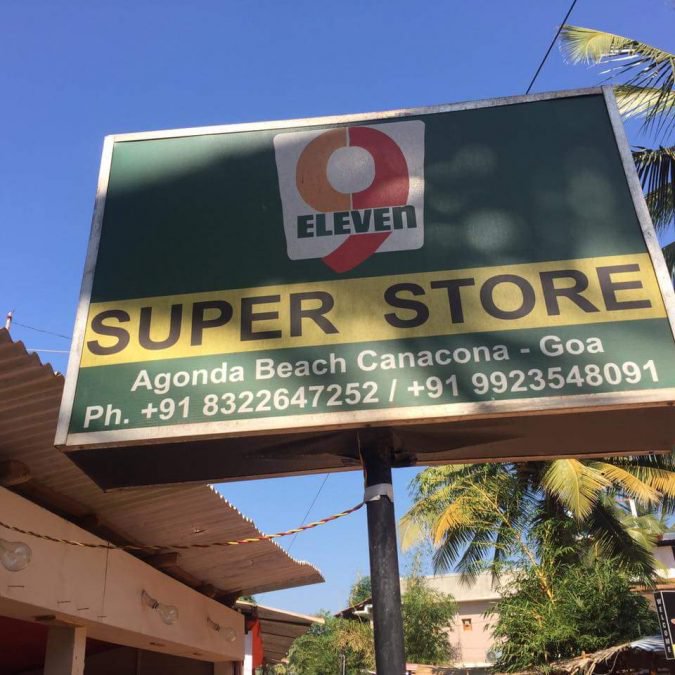 9
ELEVEn
SUPER STORE
Agonda Beach Canacona - Goa
Ph. +91 8322647252 / +91 9923548091